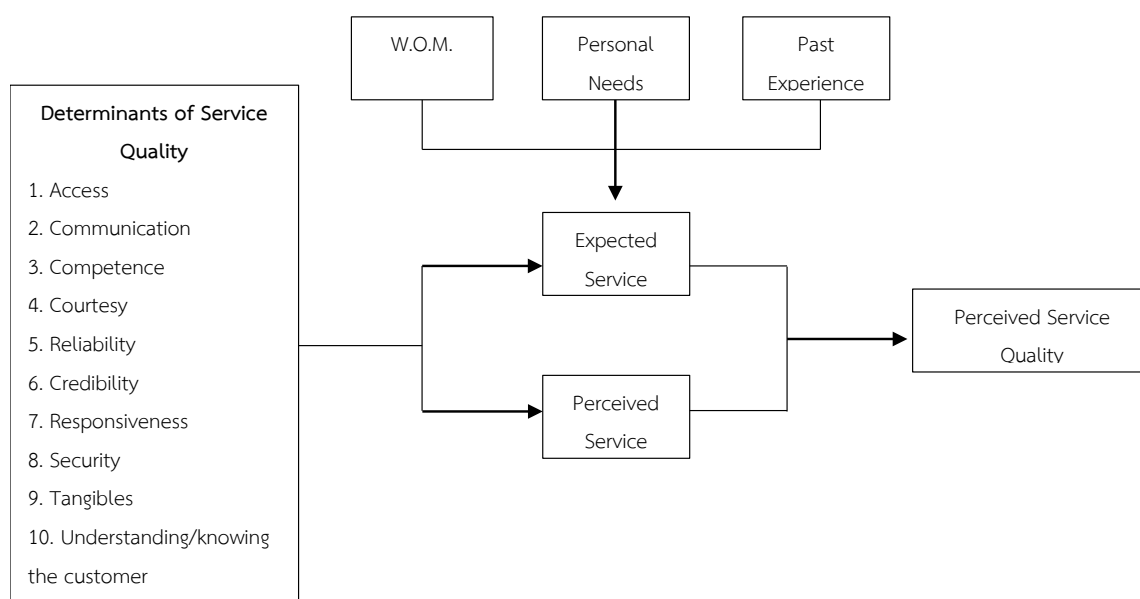 W.O.M.
Personal
Needs
Past
Experience
Determinants of Service
Quality
1. Access
2. Communication
3. Competence
4. Courtesy
5. Reliability
6. Credibility
7. Responsiveness
8. Security
9. Tangibles
10. Understanding/knowing
the customer
Expected
Service
Perceived
Service
Perceived Service
Quality